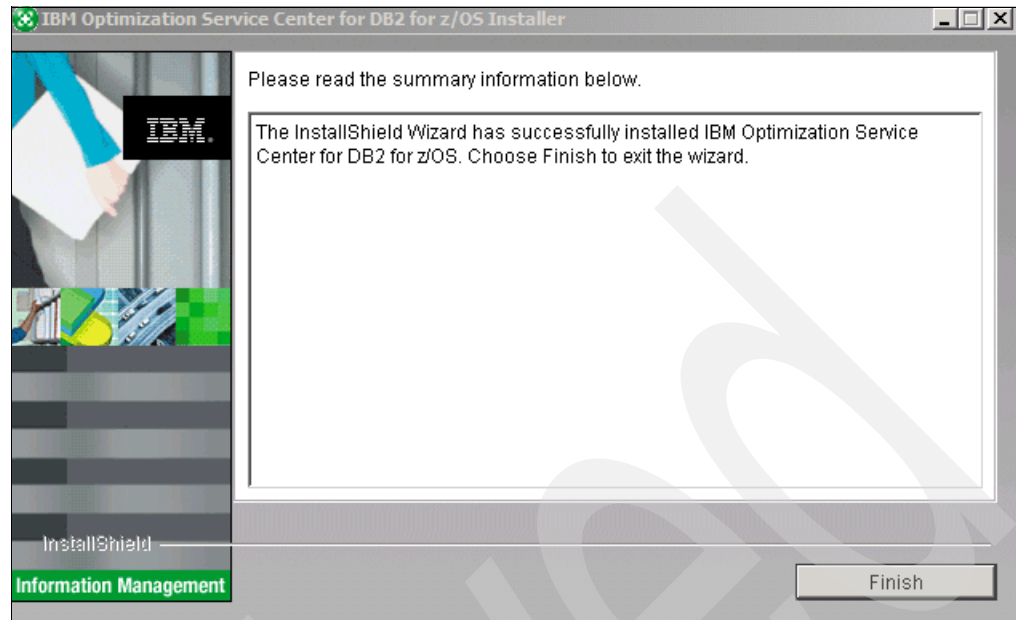 IBM Optimization Service Center for DB2 for z/OS Installer
IBM.
Please read the summary information below.
The InstallShield Wizard has successfully installed IBM Optimization Service
Center for DB2 for z/OS. Choose Finish to exit the wizard.
InstallShield
Information Management
Finish